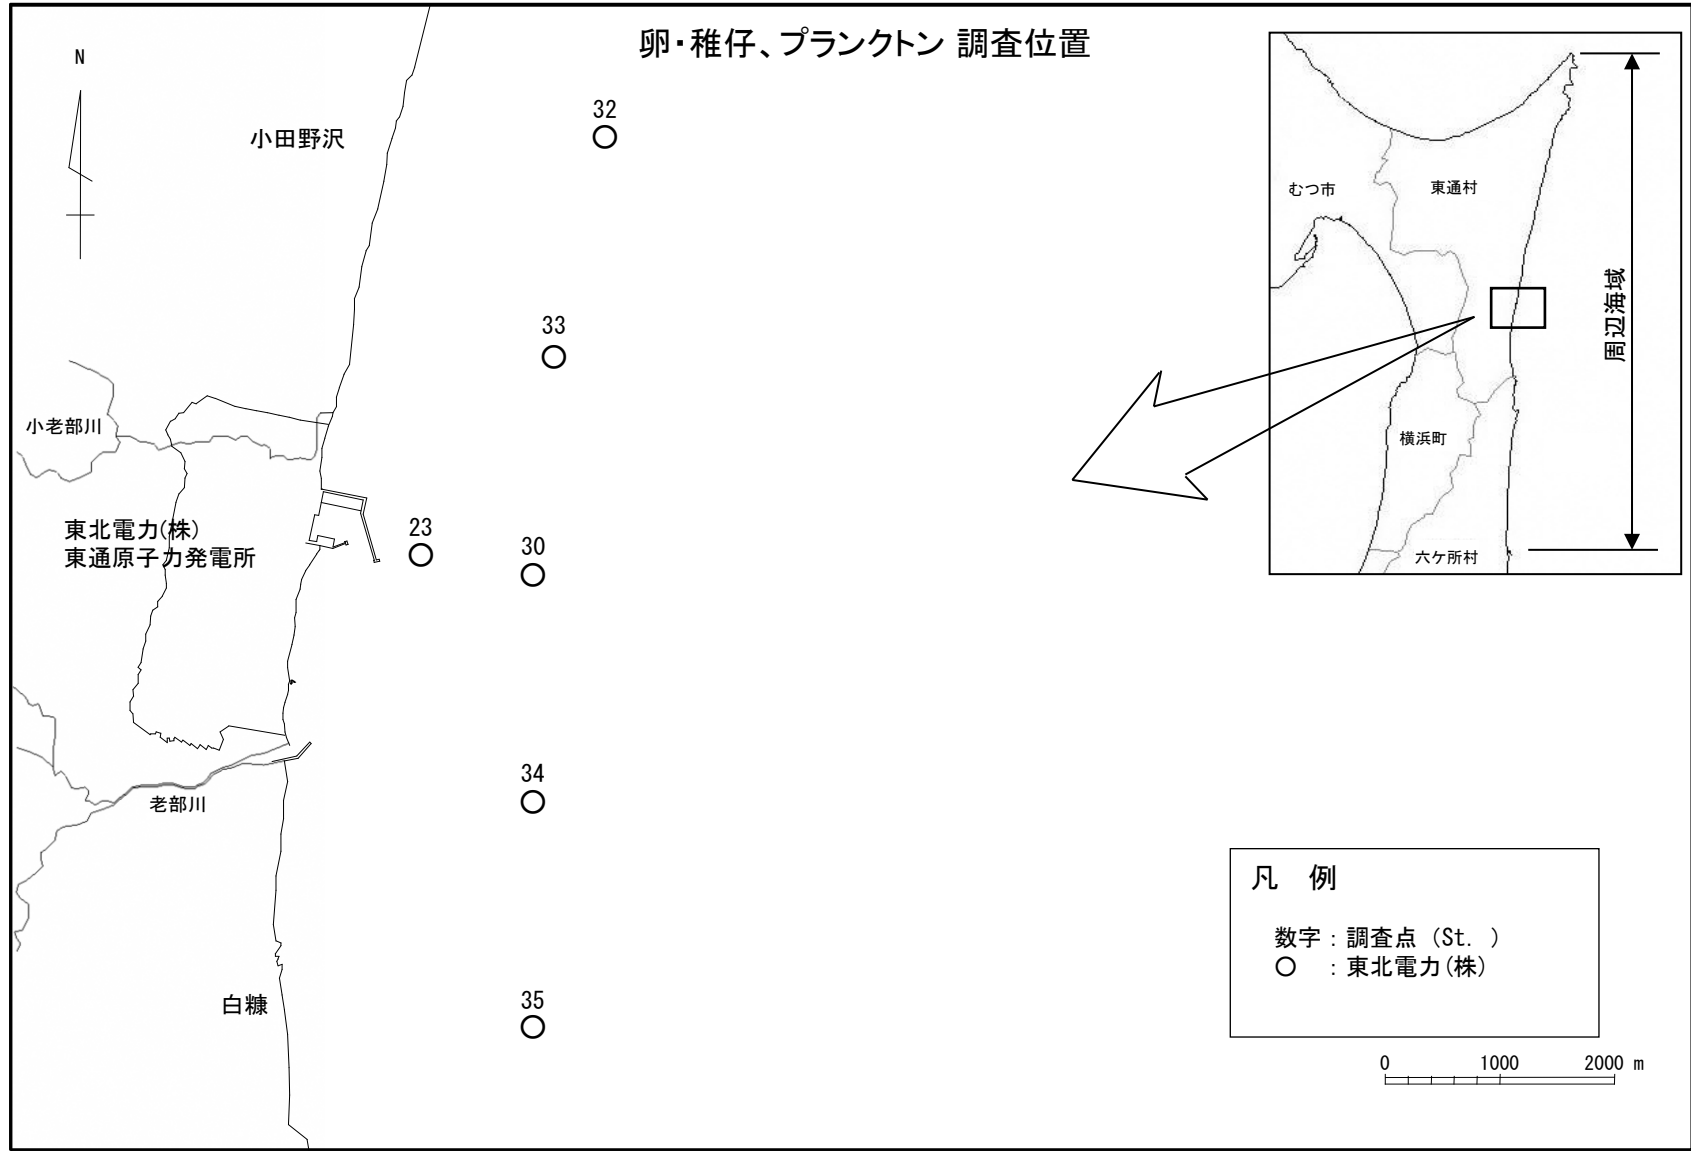 卵・稚仔、プランクトン 調査位置
N
小田野沢
32
33
小老部川
東北電力(株)
東通原子力発電所
23
30
34
老部川
白糠
35
むつ市
東通村
周辺海域
横浜町
六ケ所村
凡 例
数字 : 調査点 (St. )
○ : 東北電力(株)
0 1000 2000 m